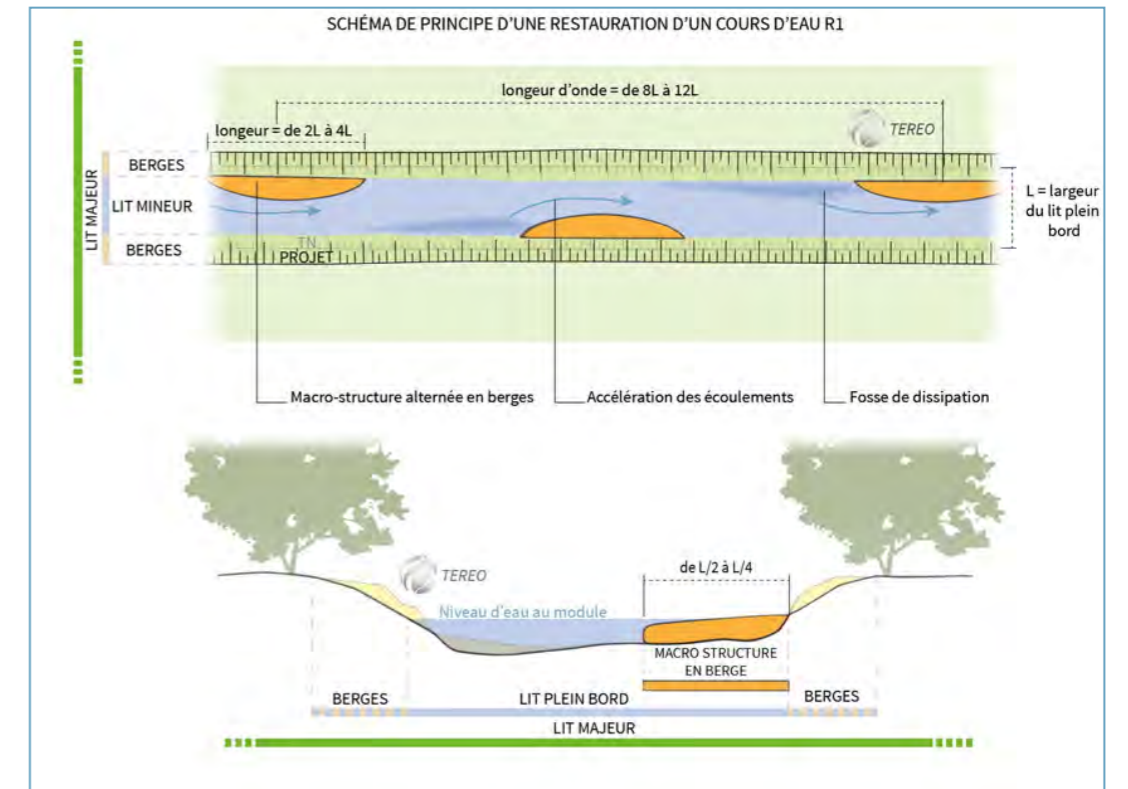 SCHÉMA DE PRINCIPE D'UNE RESTAURATION D'UN COURS D'EAU R1
longeur d'onde = de 8L à 12L
longeur = de 2L à 4L
TEREO
BERGES
LIT MAJEUR
LIT MINEUR
L = largeur
du lit plein
bord
BERGES
TN
PROJET
Macro-structure alternée en berges
Accélération des écoulements
Fosse de dissipation
de L/2 à L/4
TEREO
Niveau d'eau au module
MACRO STRUCTURE
EN BERGE
BERGES
LIT PLEIN BORD
BERGES
LIT MAJEUR